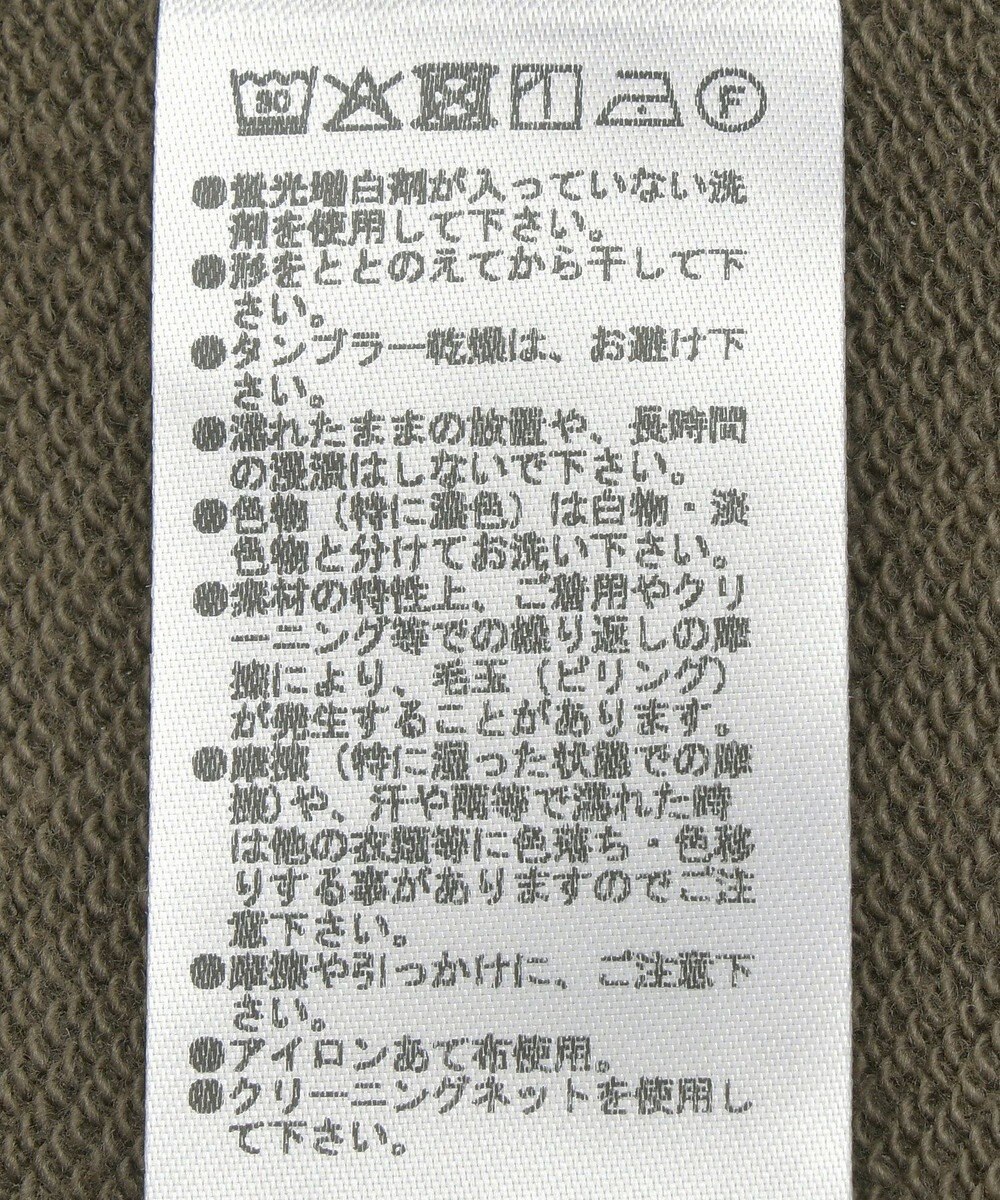 30
F
●蛍光増白剤が入っていない洗
剤を使用して下さい。
●形をととのえてから干して下
さい。
●タンブラー乾燥は、お避け下
さい。
●濡れたままの放置や、長時間
の浸漬はしないで下さい。
●色物（特に濃色）は白物・淡
色物と分けてお洗い下さい。
●素材の特性上、ご着用やクリ
ーニング等での繰り返しの摩
擦により、毛玉（ピリング）
が発生することがあります。
●摩擦（特に湿った状態での摩
擦）や、汗や雨等で濡れた時
は他の衣類等に色落ち・色移
りする事がありますのでご注
意下さい。
●摩擦や引っかけに、ご注意下
さい。
●アイロンあて布使用。
●クリーニングネットを使用し
て下さい。